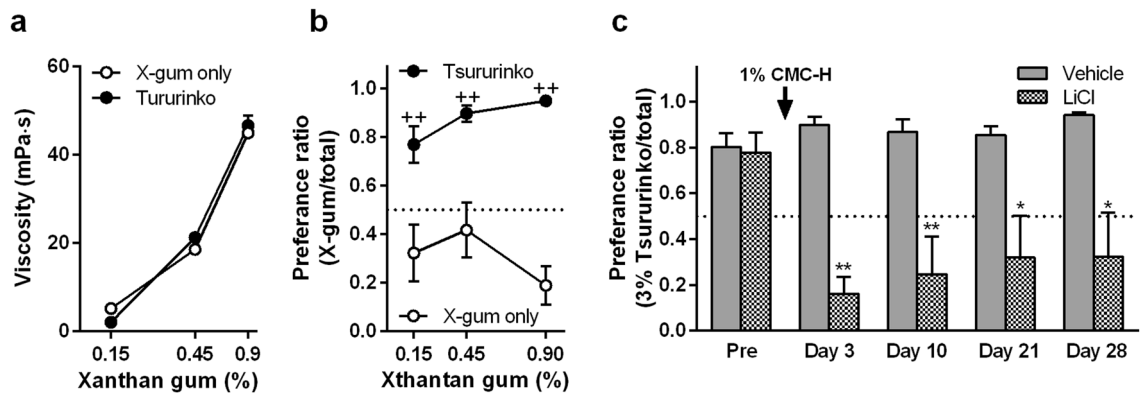 a
Viscosity (mPa·s)
60
40
20
0
X-gum only
Tururinko
0.15 0.45 0.9
Xanthan gum (%)
b
Preferance ratio
(X-gum/total)
1.0
0.8
0.6
0.4
0.2
0.0
Tsururinko
++ ++ ++
X-gum only
0.15 0.45 0.90
Xthantan gum (%)
c
Preferance ratio
(3% Tsururinko/total)
1.0
0.8
0.6
0.4
0.2
0.0
1% CMC-H
Vehicle
LiCl
** ** * *
Pre Day 3 Day 10 Day 21 Day 28